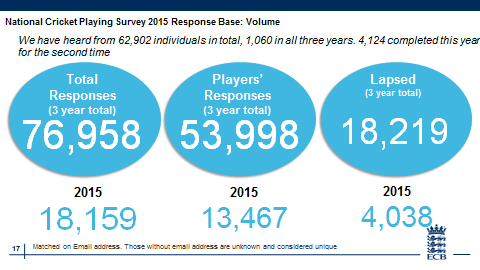 National Cricket Playing Survey 2015 Response Base: Volume
We have heard from 62,902 individuals in total, 1,060 in all three years. 4,124 completed this year
for the second time
Total
Responses
(3 year total)
76,958
Players’
Responses
(3 year total)
53,998
Lapsed
(3 year total)
18,219
2015
18,159
2015
13,467
2015
4,038
17
Matched on Email address. Those without email address are unknown and considered unique
ECB